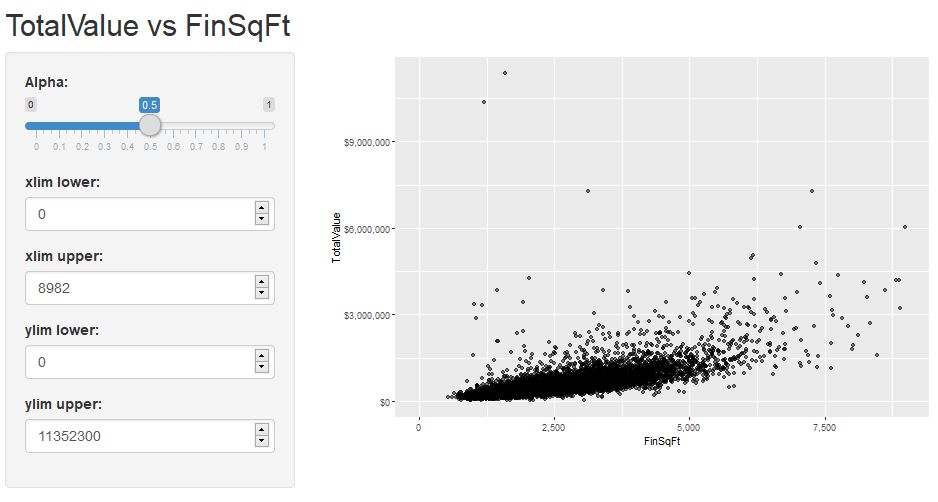 TotalValue vs FinSqFt
Alpha:
0 0.5 1
0 0.1 0.2 0.3 0.4 0.5 0.6 0.7 0.8 0.9 1
xlim lower:
0
xlim upper:
8982
ylim lower:
0
ylim upper:
11352300
TotalValue
$9,000,000
$6,000,000
$3,000,000
$0
0 2,500 5,000 7,500
FinSqFt